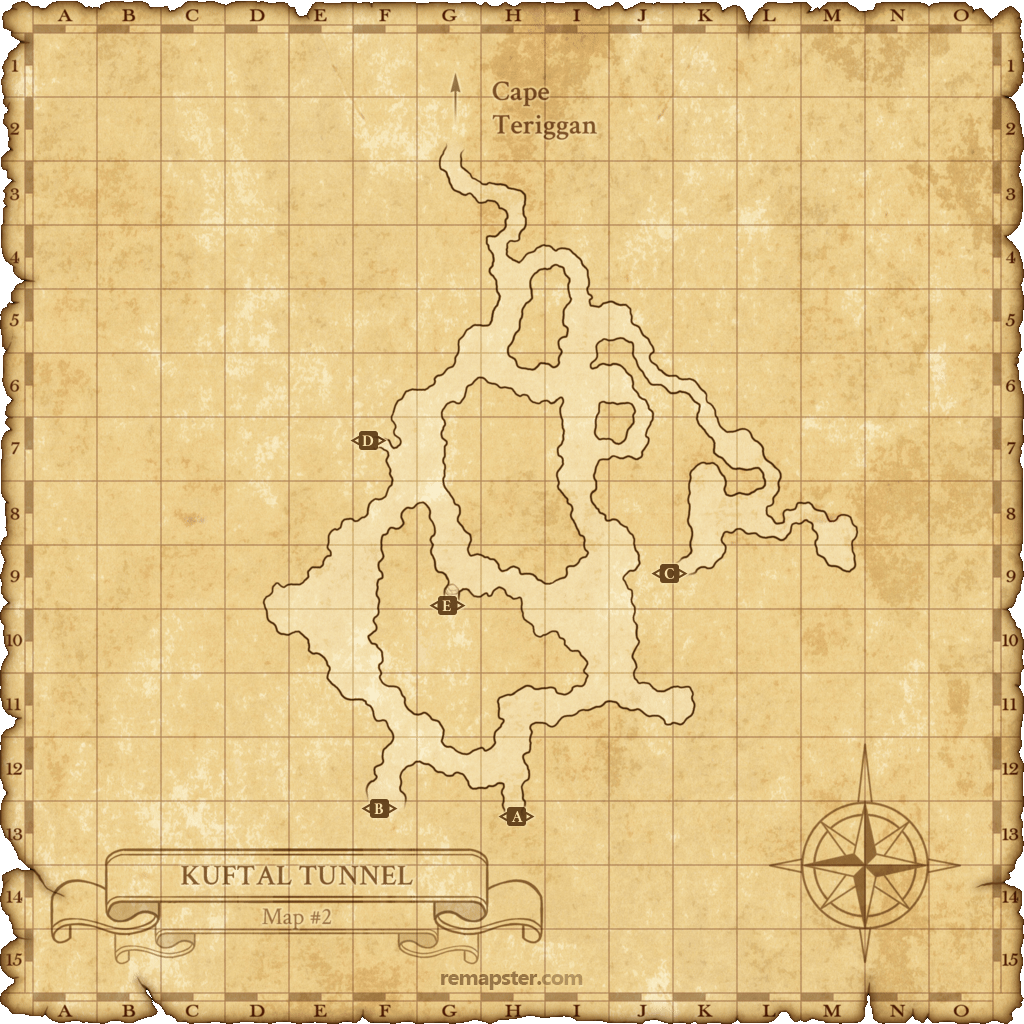 A B C D E F G H I J K L M N O
1 1
Cape
2 Teriggan 2
3 3
4 4
5 5
6 6
7 D 7
8 8
9 C 9
E
10 10
11 11
12 12
B A
13 13
KUFTAL TUNNEL
14 14
Map #2
15 15
remapster.com
A B C D E F G H I J K L M N O